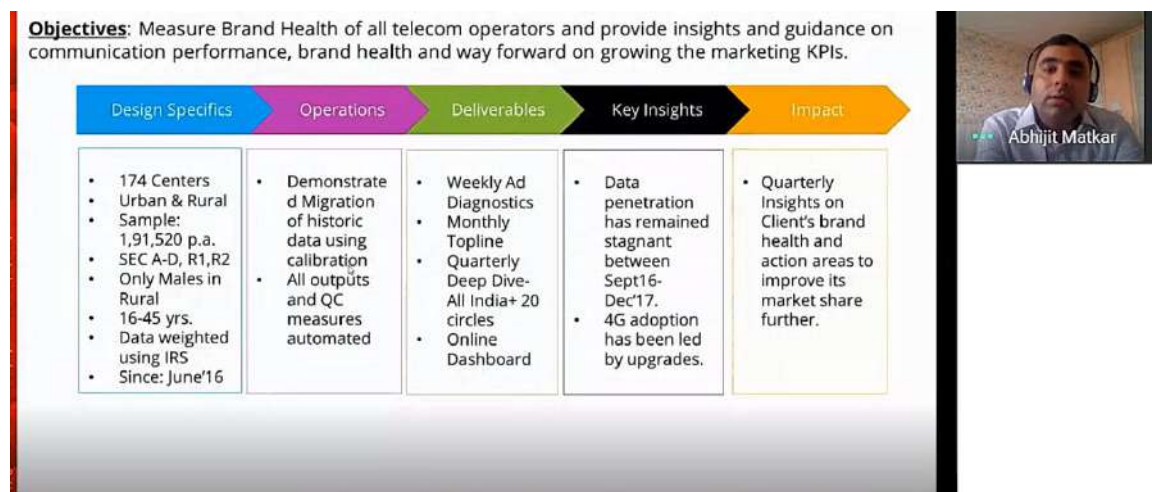 Objectives: Measure Brand Health of all telecom operators and provide insights and guidance on
communication performance, brand health and way forward on growing the marketing KPIs.
Design Specifics
Operations
Deliverables
Key Insights
Impact
• 174 Centers
• Urban & Rural
• Sample:
1,91,520 p.a.
• SEC A-D, R1,R2
• Only Males in
Rural
• 16-45 yrs.
• Data weighted
using IRS
• Since: June'16
• Demonstrate
d Migration
of historic
data using
calibration
• All outputs
and QC
measures
automated
• Weekly Ad
Diagnostics
• Monthly
Topline
• Quarterly
Deep Dive-
All India+ 20
circles
• Online
Dashboard
• Data
penetration
has remained
stagnant
between
Sept16-
Dec'17.
• 4G adoption
has been led
by upgrades.
• Quarterly
Insights on
Client's brand
health and
action areas to
improve its
market share
further.
Abhijit Matkar